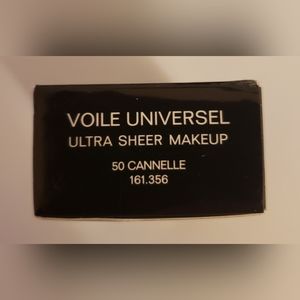 VOILE UNIVERSEL
ULTRA SHEER MAKEUP
50 CANNELLE
161.356